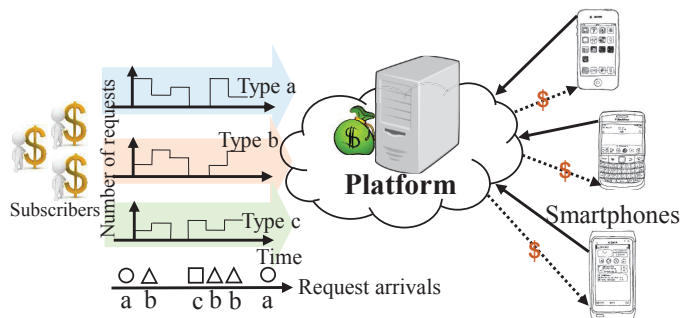 Number of requests
Type a
Type b
Type c
Time
Subscribers
$
$
$
$
Platform
$
$
$
Smartphones
Request arrivals
a b c b b a